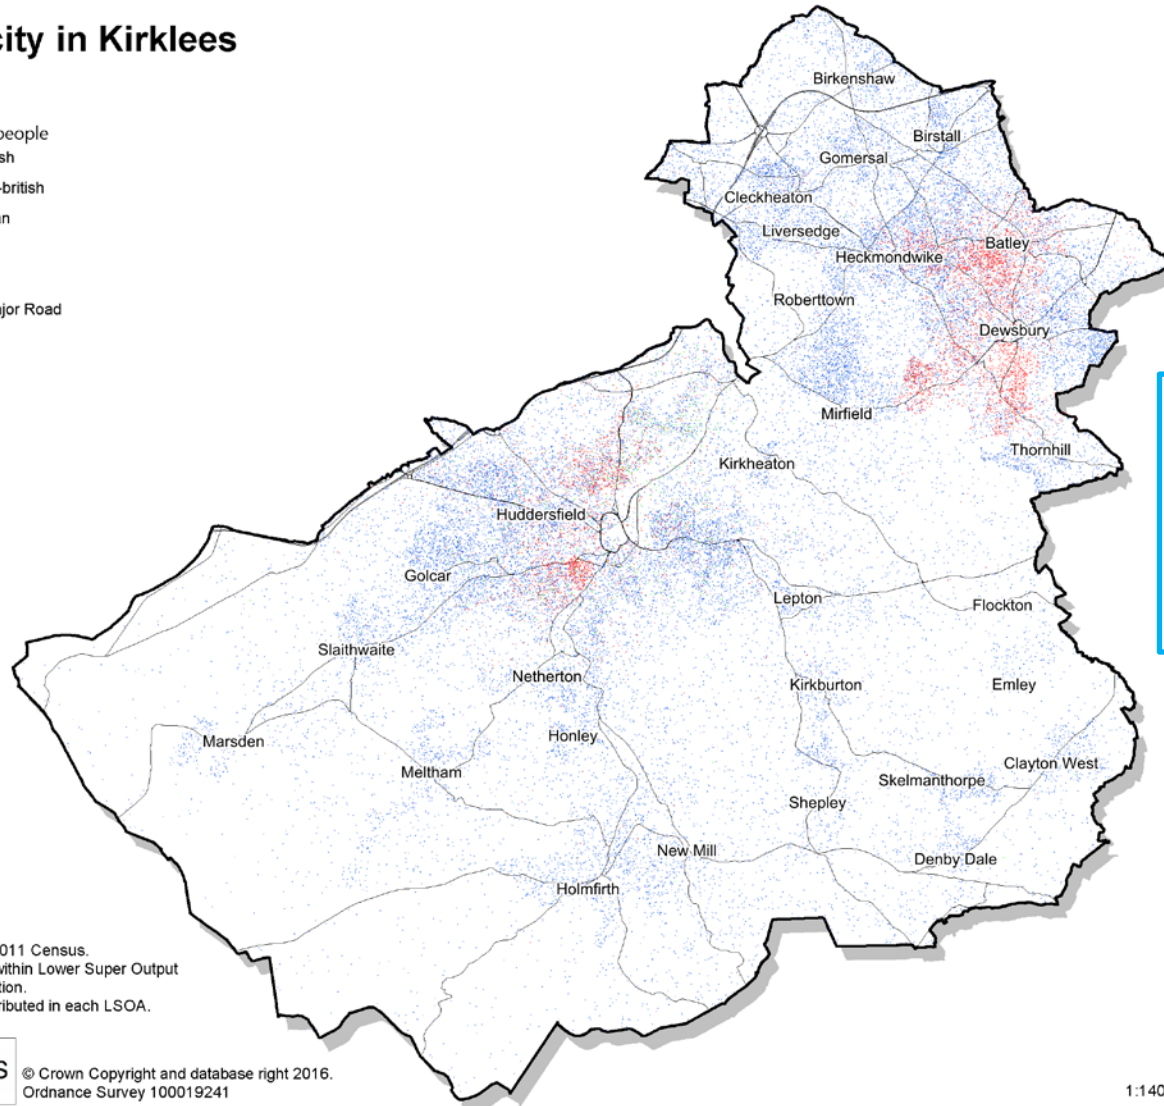 city in Kirklees
people
sh
-british
an
jor Road
Birkenshaw
Birstall
Gomersal
Cleckheaton
Liversedge
Batley
Heckmondwike
Roberttown
Dewsbury
Mirfield
Thornhill
Kirkheaton
Huddersfield
Golcar
Lepton
Flockton
Slaithwaite
Netherton
Kirkburton
Emley
Honley
Marsden
Clayton West
Meltham
Skelmanthorpe
Shepley
New Mill
Denby Dale
Holmfirth
011 Census.
within Lower Super Output
tion.
ributed in each LSOA.
S
© Crown Copyright and database right 2016.
Ordnance Survey 100019241
1:140